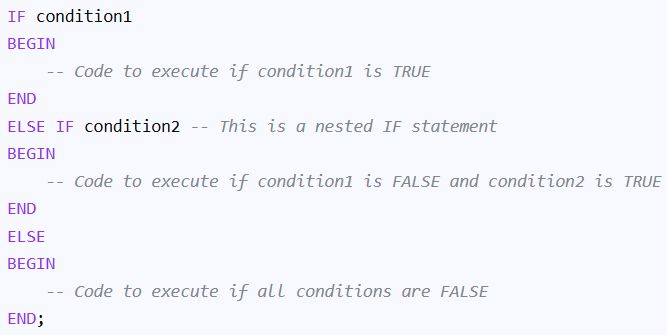 IF condition1
BEGIN
    -- Code to execute if condition1 is TRUE
END
ELSE IF condition2 -- This is a nested IF statement
BEGIN
    -- Code to execute if condition1 is FALSE and condition2 is TRUE
END
ELSE
BEGIN
    -- Code to execute if all conditions are FALSE
END;